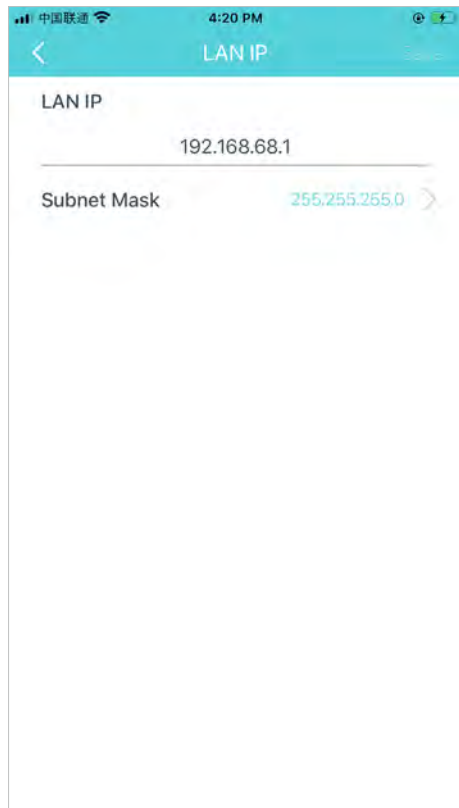 中国联通 4:20 PM
LAN IP
LAN IP
192.168.68.1
Subnet Mask 255.255.255.0